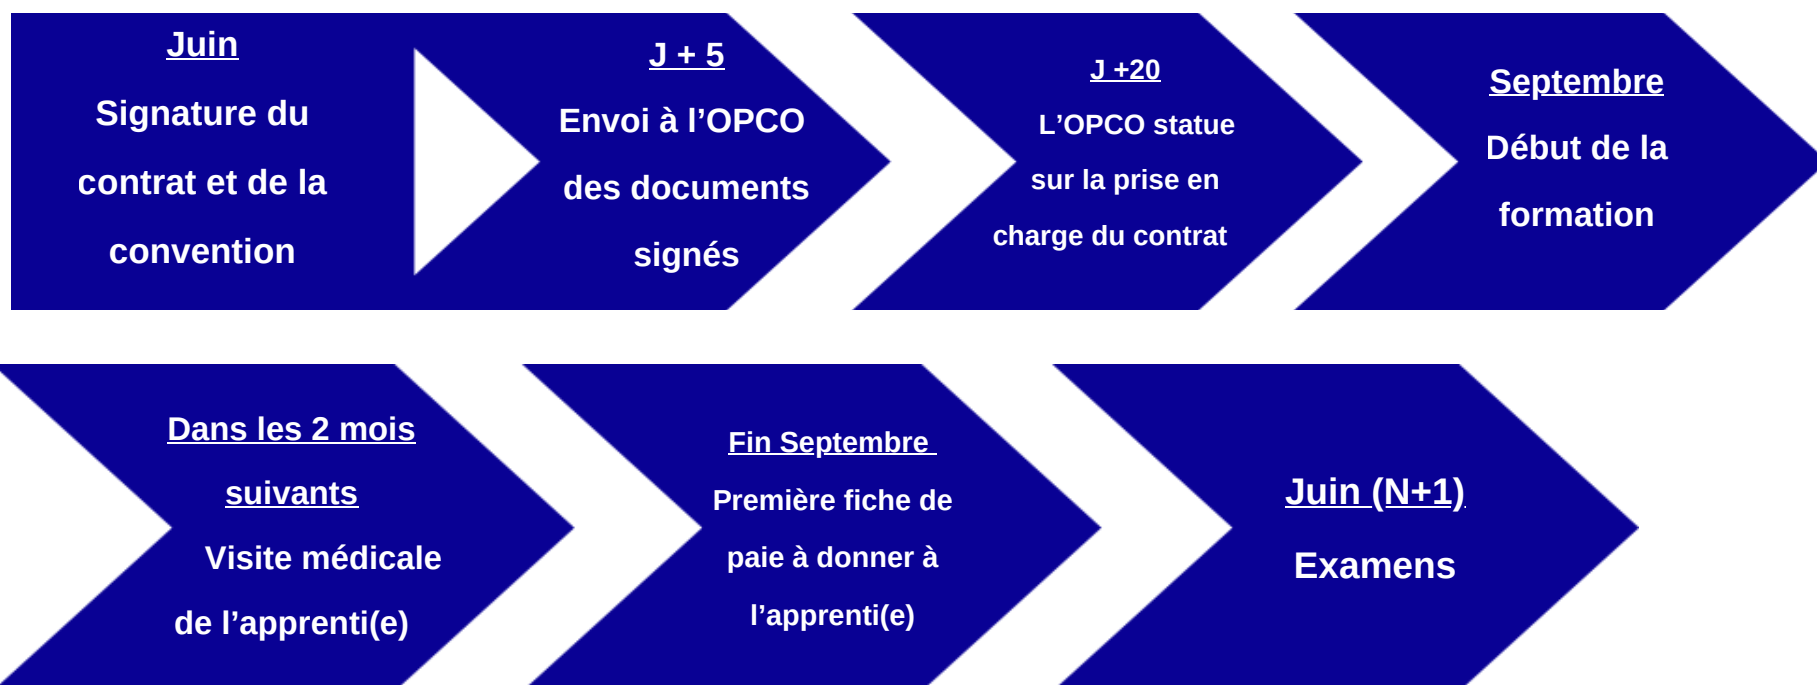 Juin
Signature du
contrat et de la
convention
J + 5
Envoi à l’OPCO
des documents
signés
J +20
L’OPCO statue
sur la prise en
charge du contrat
Septembre
Début de la
formation
Dans les 2 mois
suivants
Visite médicale
de l’apprenti(e)
Fin Septembre
Première fiche de
paie à donner à
l’apprenti(e)
Juin (N+1)
Examens